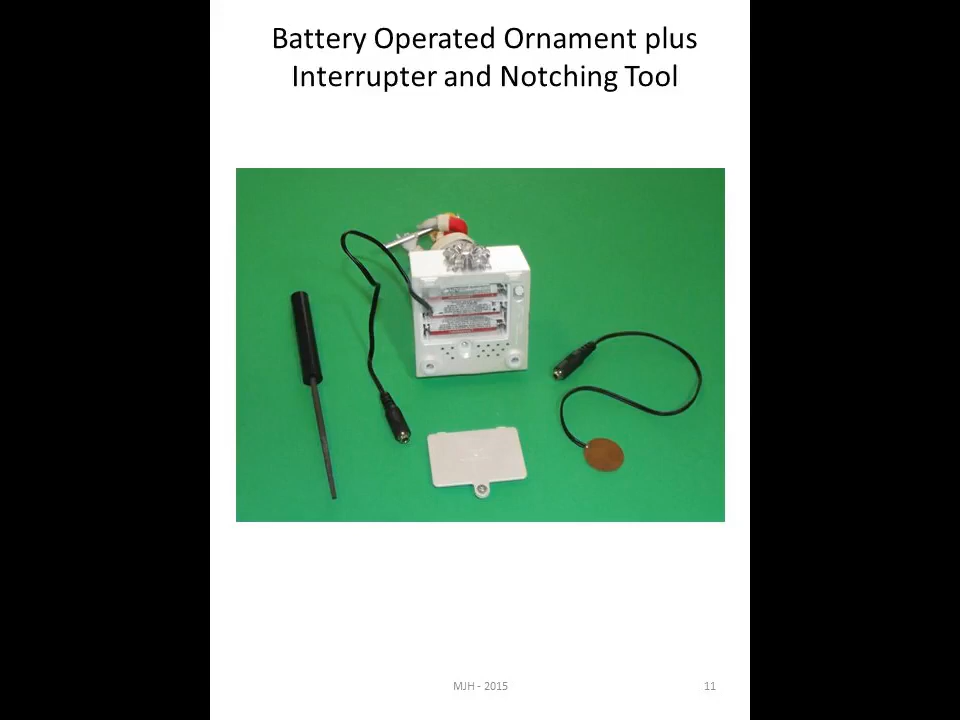 Battery Operated Ornament plus
Interrupter and Notching Tool
MJH - 2015
11